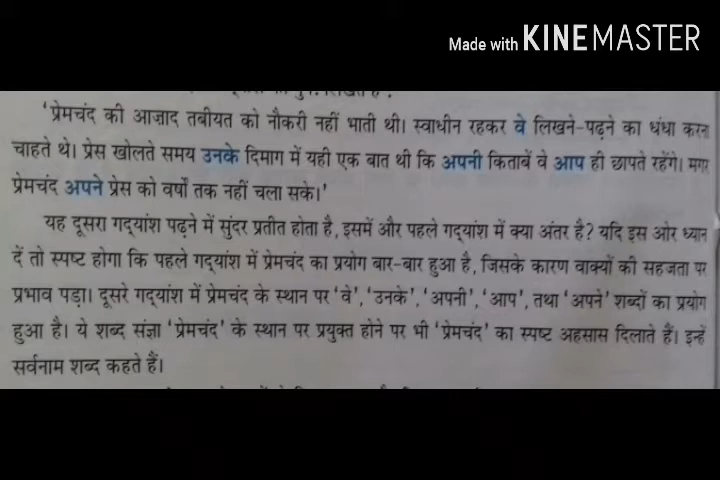 Made with KINEMASTER
'प्रेमचंद की आज़ाद तबीयत को नौकरी नहीं भाती थी। स्वाधीन रहकर वे लिखने-पढ़ने का धंधा करना
चाहते थे। प्रेस खोलते समय उनके दिमाग में यही एक बात थी कि अपनी किताबें वे आप ही छापते रहेंगे। मगर
प्रेमचंद अपने प्रेस को वर्षों तक नहीं चला सके।'
यह दूसरा गद्यांश पढ़ने में सुंदर प्रतीत होता है, इसमें और पहले गद्यांश में क्या अंतर है? यदि इस ओर ध्यान
दें तो स्पष्ट होगा कि पहले गद्यांश में प्रेमचंद का प्रयोग बार-बार हुआ है, जिसके कारण वाक्यों की सहजता पर
प्रभाव पड़ा। दूसरे गद्यांश में प्रेमचंद के स्थान पर 'वे', 'उनके', 'अपनी', 'आप', तथा 'अपने' शब्दों का प्रयोग
हुआ है। ये शब्द संज्ञा 'प्रेमचंद' के स्थान पर प्रयुक्त होने पर भी 'प्रेमचंद' का स्पष्ट अहसास दिलाते हैं। इन्हें
सर्वनाम शब्द कहते हैं।